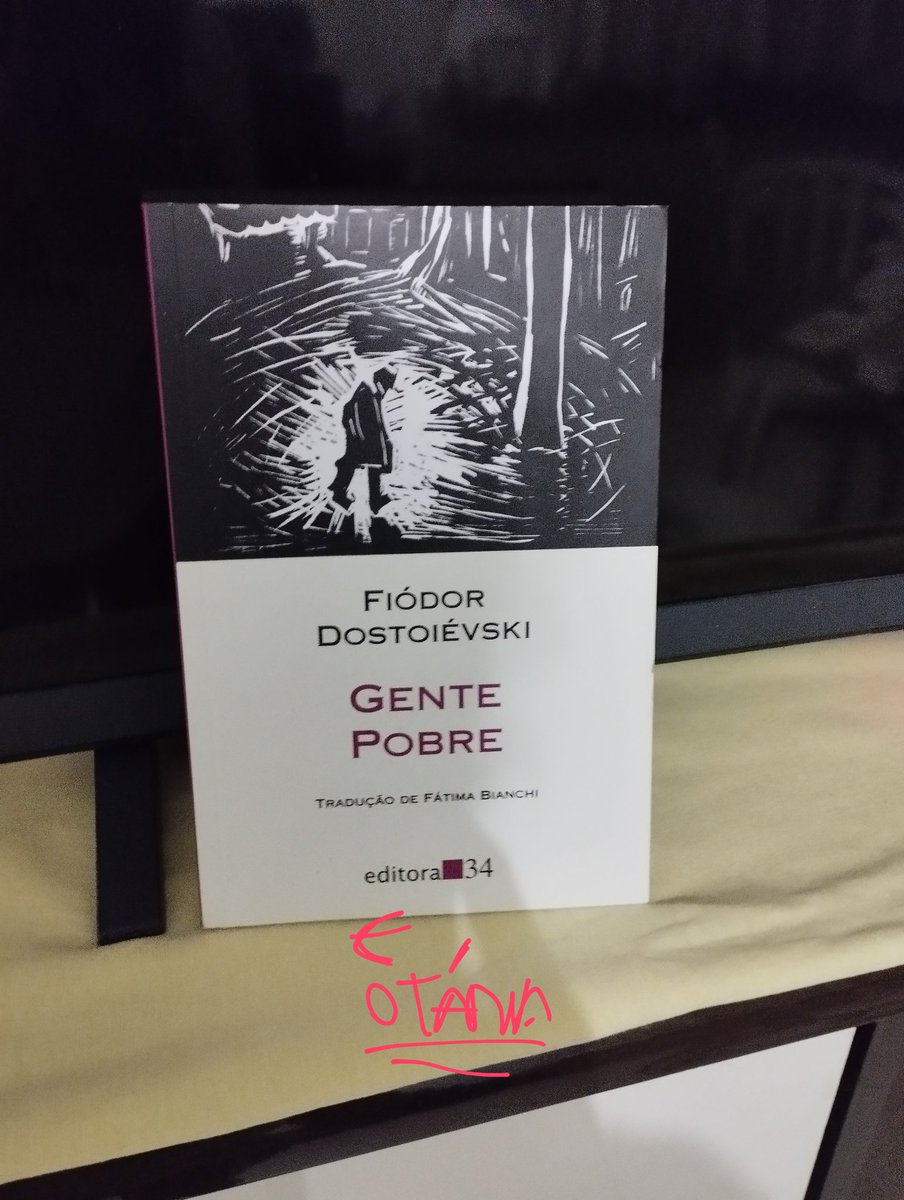 FIÓDOR
DOSTOIÉVSKI
GENTE
POBRE
TRADUÇÃO DE FÁTIMA BIANCHI
editora 34